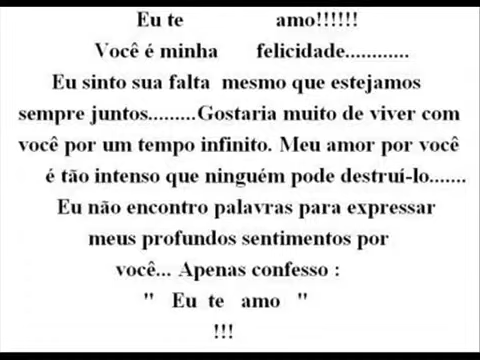 Eu te amo!!!!!!
Você é minha felicidade............
Eu sinto sua falta mesmo que estejamos
sempre juntos.........Gostaria muito de viver com
você por um tempo infinito. Meu amor por você
é tão intenso que ninguém pode destruí-lo.......
Eu não encontro palavras para expressar
meus profundos sentimentos por
você... Apenas confesso :
" Eu te amo "
!!!